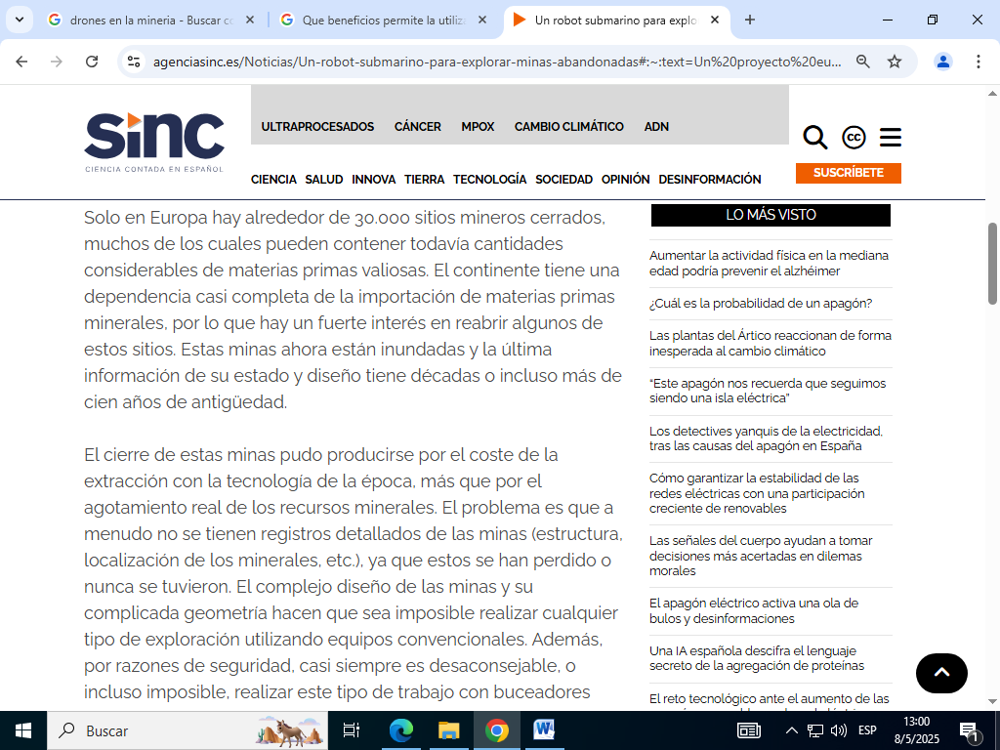 drones en la mineria - Buscar co
Que beneficios permite la utiliza
Un robot submarino para explo
agenciasinc.es/Noticias/Un-robot-submarino-para-explorar-minas-abandonadas#:~:text=Un%20proyecto%20eu...
sinc
CIENCIA CONTADA EN ESPAÑOL
ULTRAPROCESADOS CÁNCER MPOX CAMBIO CLIMÁTICO ADN
CIENCIA SALUD INNOVA TIERRA TECNOLOGÍA SOCIEDAD OPINIÓN DESINFORMACIÓN
cc
SUSCRÍBETE
Solo en Europa hay alrededor de 30.000 sitios mineros cerrados,
muchos de los cuales pueden contener todavía cantidades
considerables de materias primas valiosas. El continente tiene una
dependencia casi completa de la importación de materias primas
minerales, por lo que hay un fuerte interés en reabrir algunos de
estos sitios. Estas minas ahora están inundadas y la última
información de su estado y diseño tiene décadas o incluso más de
cien años de antigüedad.
El cierre de estas minas pudo producirse por el coste de la
extracción con la tecnología de la época, más que por el
agotamiento real de los recursos minerales. El problema es que a
menudo no se tienen registros detallados de las minas (estructura,
localización de los minerales, etc.), ya que estos se han perdido o
nunca se tuvieron. El complejo diseño de las minas y su
complicada geometría hacen que sea imposible realizar cualquier
tipo de exploración utilizando equipos convencionales. Además,
por razones de seguridad, casi siempre es desaconsejable, o
incluso imposible, realizar este tipo de trabajo con buceadores
LO MÁS VISTO
Aumentar la actividad física en la mediana
edad podría prevenir el alzhéimer
¿Cuál es la probabilidad de un apagón?
Las plantas del Ártico reaccionan de forma
inesperada al cambio climático
“Este apagón nos recuerda que seguimos
siendo una isla eléctrica”
Los detectives yanquis de la electricidad,
tras las causas del apagón en España
Cómo garantizar la estabilidad de las
redes eléctricas con una participación
creciente de renovables
Las señales del cuerpo ayudan a tomar
decisiones más acertadas en dilemas
morales
El apagón eléctrico activa una ola de
bulos y desinformaciones
Una IA española descifra el lenguaje
secreto de la agregación de proteínas
El reto tecnológico ante el aumento de las
Buscar
ESP
13:00
8/5/2025
1